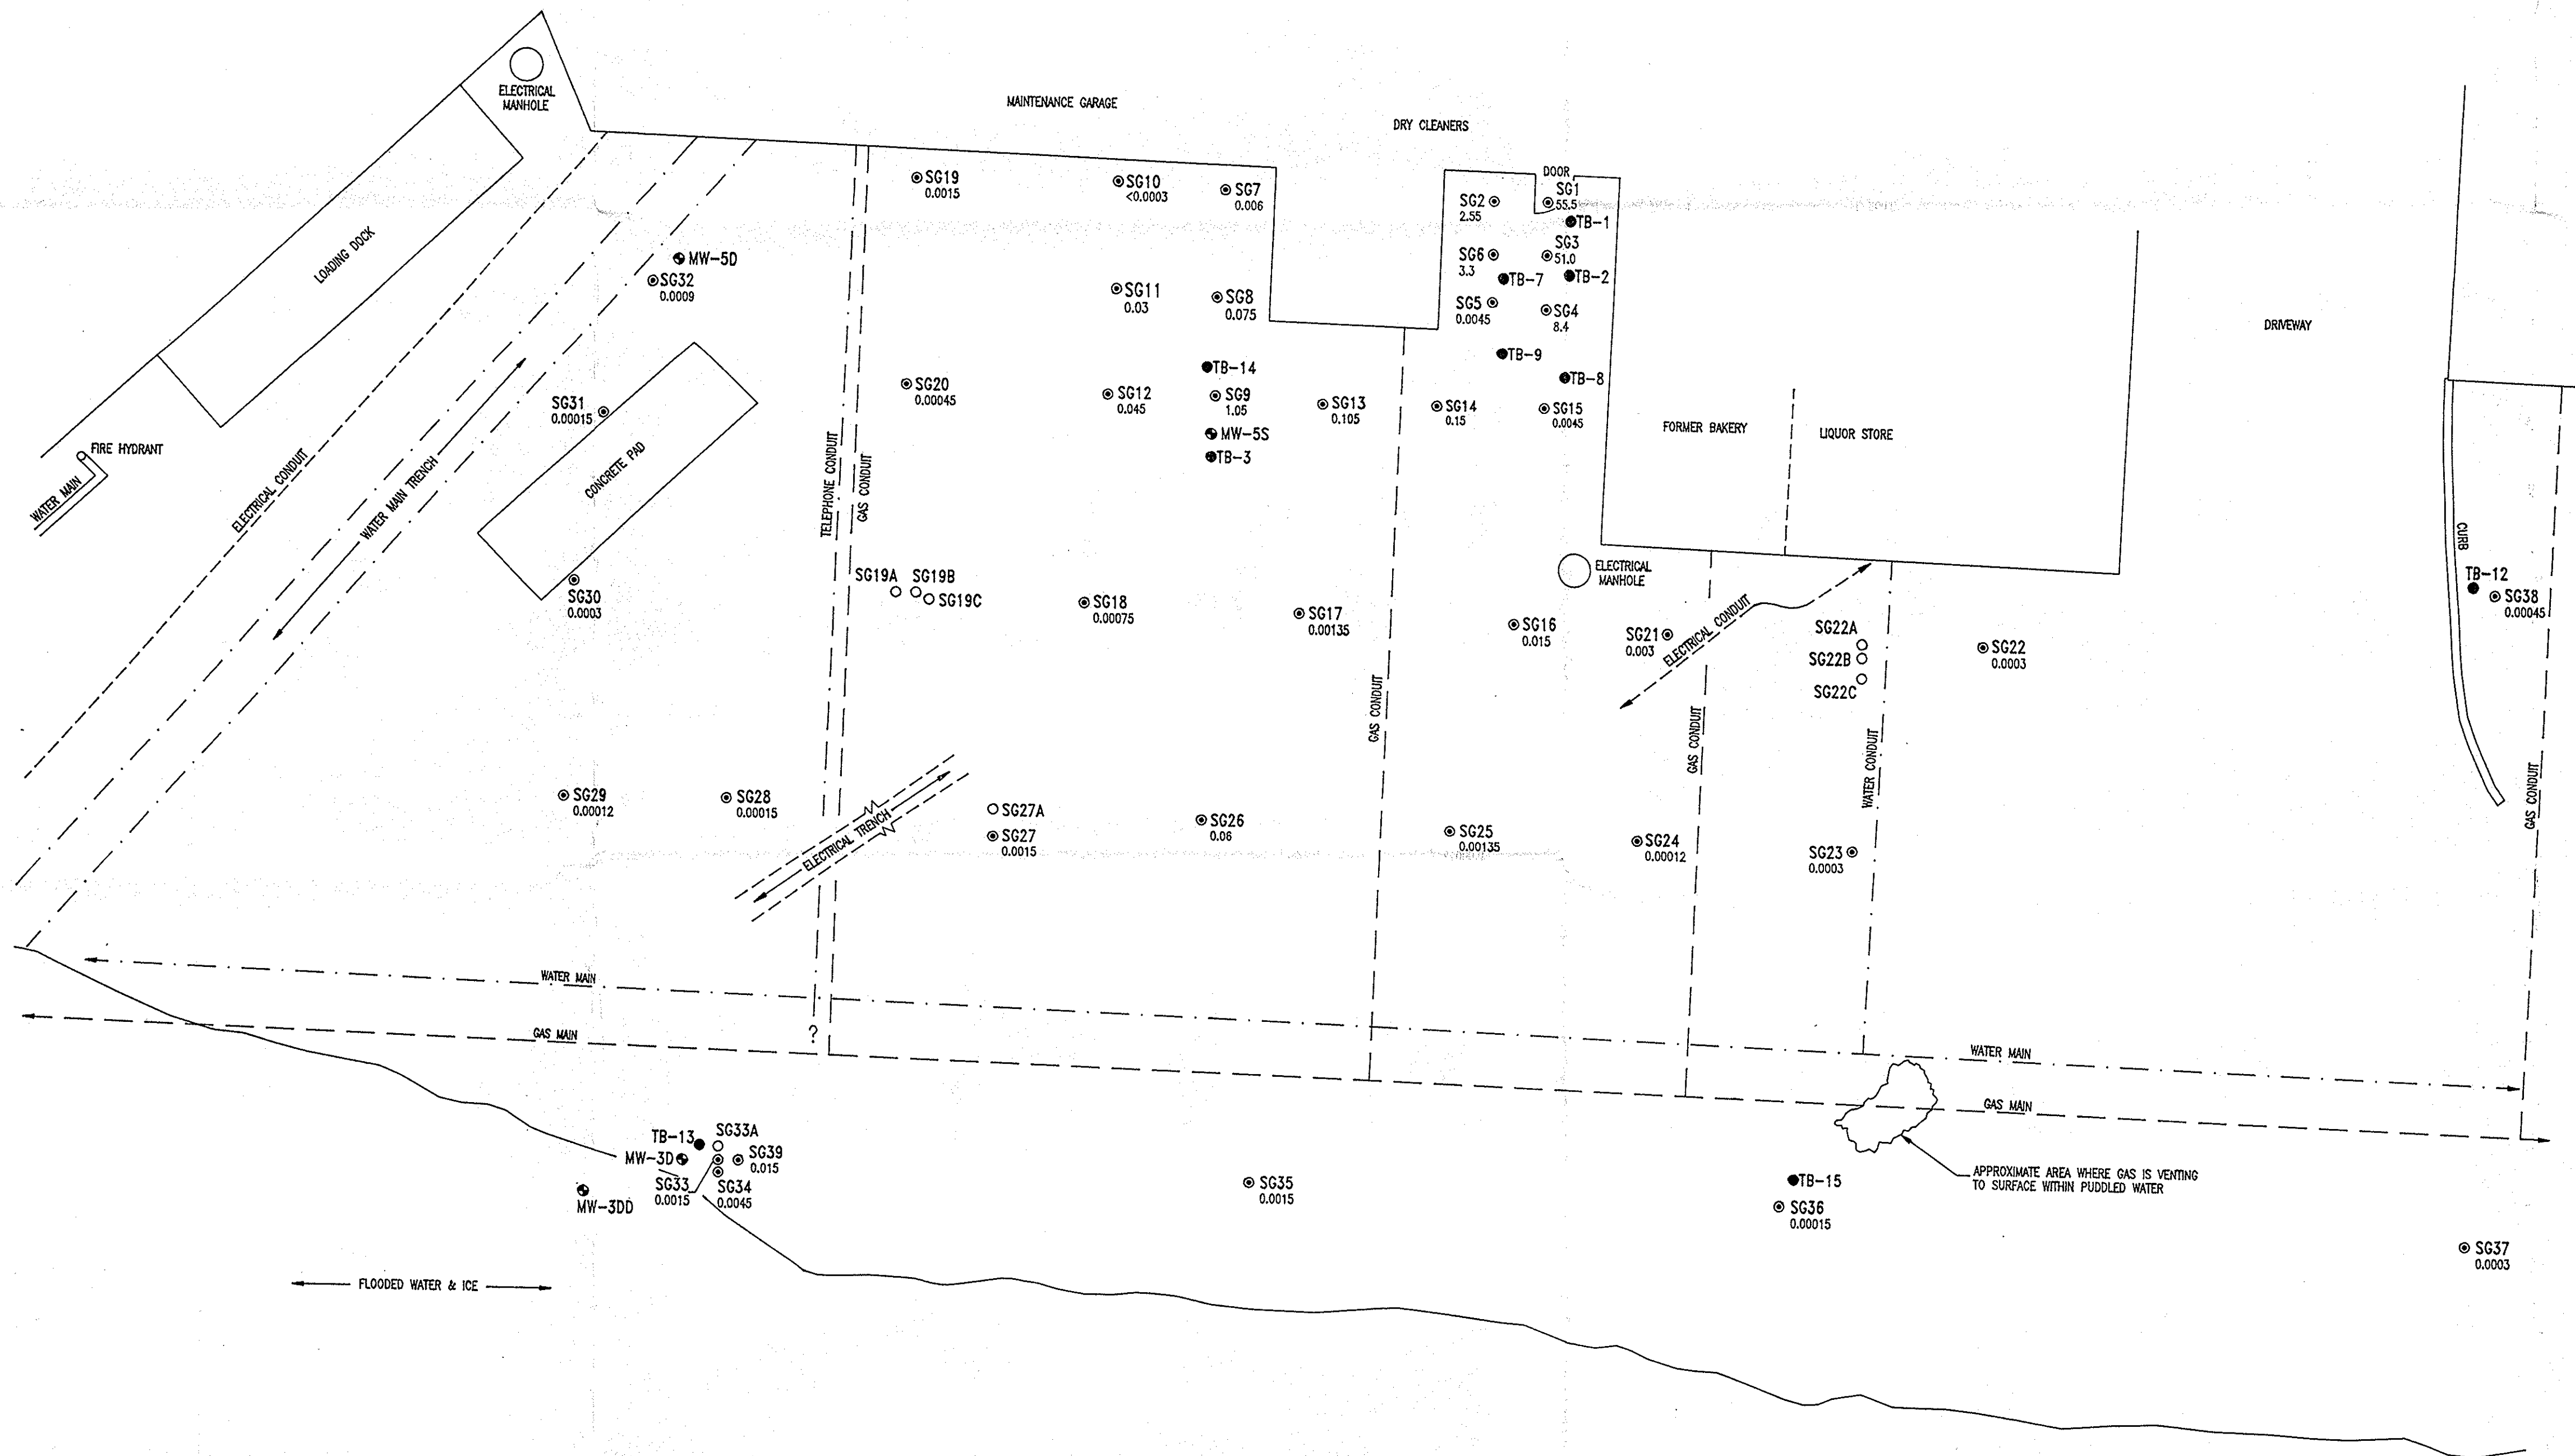 ELECTRICAL
MANHOLE
MAINTENANCE GARAGE
DRY CLEANERS
DOOR
SG19
0.0015
SG10
<0.0003
SG7
0.006
SG2
2.55
SG1
55.5
TB-1
LOADING DOCK
MW-5D
SG32
0.0009
SG11
0.03
SG8
0.075
SG6
3.3
SG3
51.0
TB-7
TB-2
SG5
0.0045
SG4
8.4
DRIVEWAY
TB-9
TB-14
TB-8
SG31
0.00015
SG20
0.00045
SG12
0.045
SG9
1.05
SG13
0.105
SG14
0.15
SG15
0.0045
MW-5S
TB-3
FORMER BAKERY
LIQUOR STORE
FIRE HYDRANT
WATER MAIN
ELECTRICAL CONDUIT
WATER MAIN TRENCH
CONCRETE PAD
TELEPHONE CONDUIT
GAS CONDUIT
CURB
SG30
0.0003
SG19A
SG19B
SG19C
SG18
0.00075
SG17
0.00135
SG16
0.015
ELECTRICAL
MANHOLE
SG21
0.003
ELECTRICAL CONDUIT
SG22A
SG22B
SG22C
SG22
0.0003
TB-12
SG38
0.00045
GAS CONDUIT
GAS CONDUIT
WATER CONDUIT
GAS CONDUIT
SG29
0.00012
SG28
0.00015
ELECTRICAL TRENCH
SG27A
SG27
0.0015
SG26
0.06
SG25
0.00135
SG24
0.00012
SG23
0.0003
WATER MAIN
GAS MAIN
?
WATER MAIN
GAS MAIN
TB-13
SG33A
MW-3D
SG39
0.015
SG33
0.0015
SG34
0.0045
MW-3DD
SG35
0.0015
TB-15
SG36
0.00015
APPROXIMATE AREA WHERE GAS IS VENTING
TO SURFACE WITHIN PUDDLED WATER
SG37
0.0003
FLOODED WATER & ICE